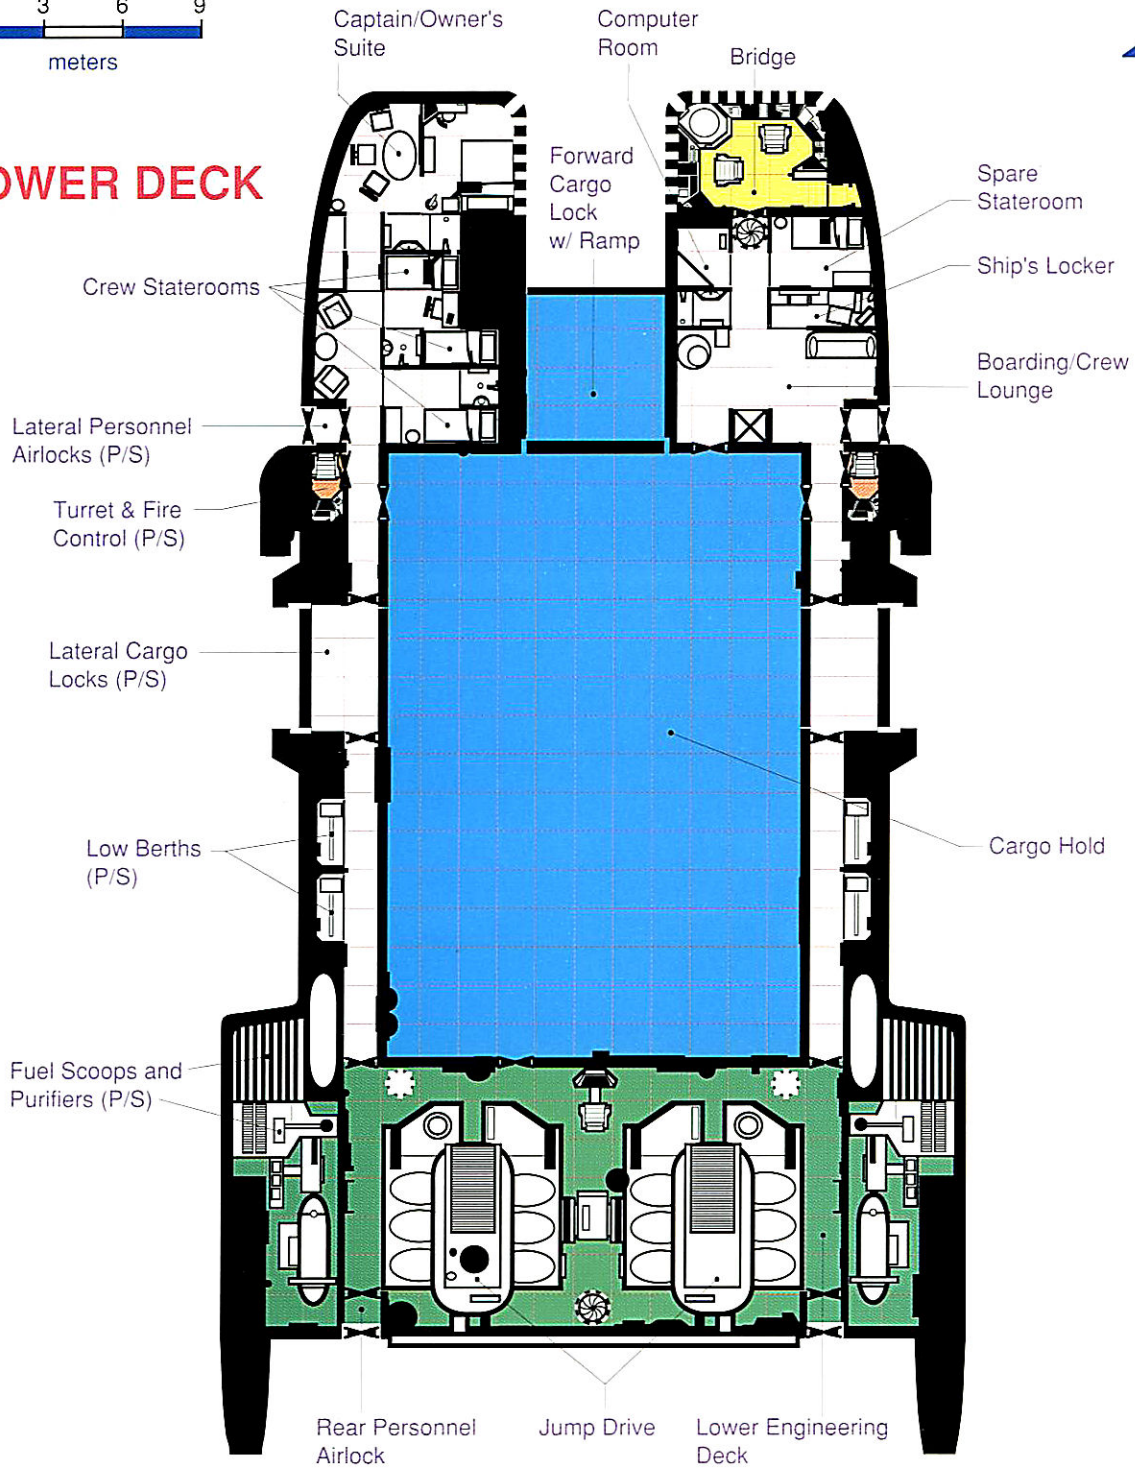 3 6 9
meters
Captain/Owner's
Suite
Computer
Room
Bridge
OWER DECK
Forward
Cargo
Lock
w/ Ramp
Spare
Stateroom
Ship's Locker
Crew Staterooms
Boarding/Crew
Lounge
Lateral Personnel
Airlocks (P/S)
Turret & Fire
Control (P/S)
Lateral Cargo
Locks (P/S)
Low Berths
(P/S)
Cargo Hold
Fuel Scoops and
Purifiers (P/S)
Rear Personnel
Airlock
Jump Drive
Lower Engineering
Deck